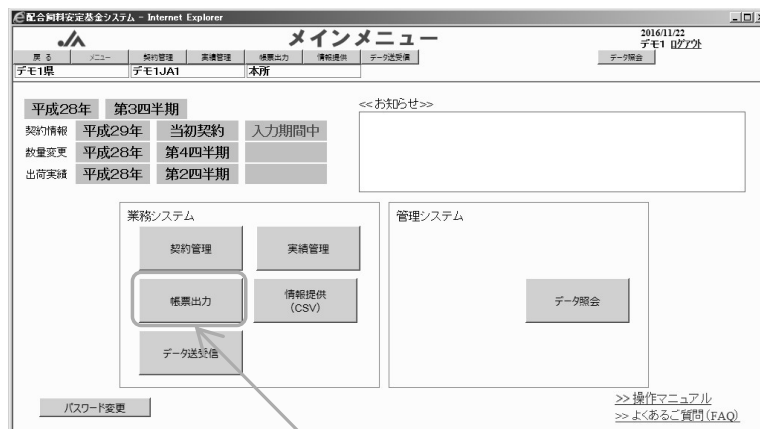 配合飼料安定基金システム - Internet Explorer
JA メインメニュー 2016/11/22
デモ1 ログアウト
戻る メニュー 契約管理 実績管理 帳票出力 情報提供 データ送受信 データ照会
デモ1県 デモ1JA1 本所
平成28年 第3四半期 <<お知らせ>>
契約情報 平成29年 当初契約 入力期間中
数量変更 平成28年 第4四半期
出荷実績 平成28年 第2四半期
業務システム 管理システム
契約管理 実績管理
帳票出力 情報提供
(CSV) データ照会
データ送受信
パスワード変更 >> 操作マニュアル
>> よくあるご質問(FAQ)